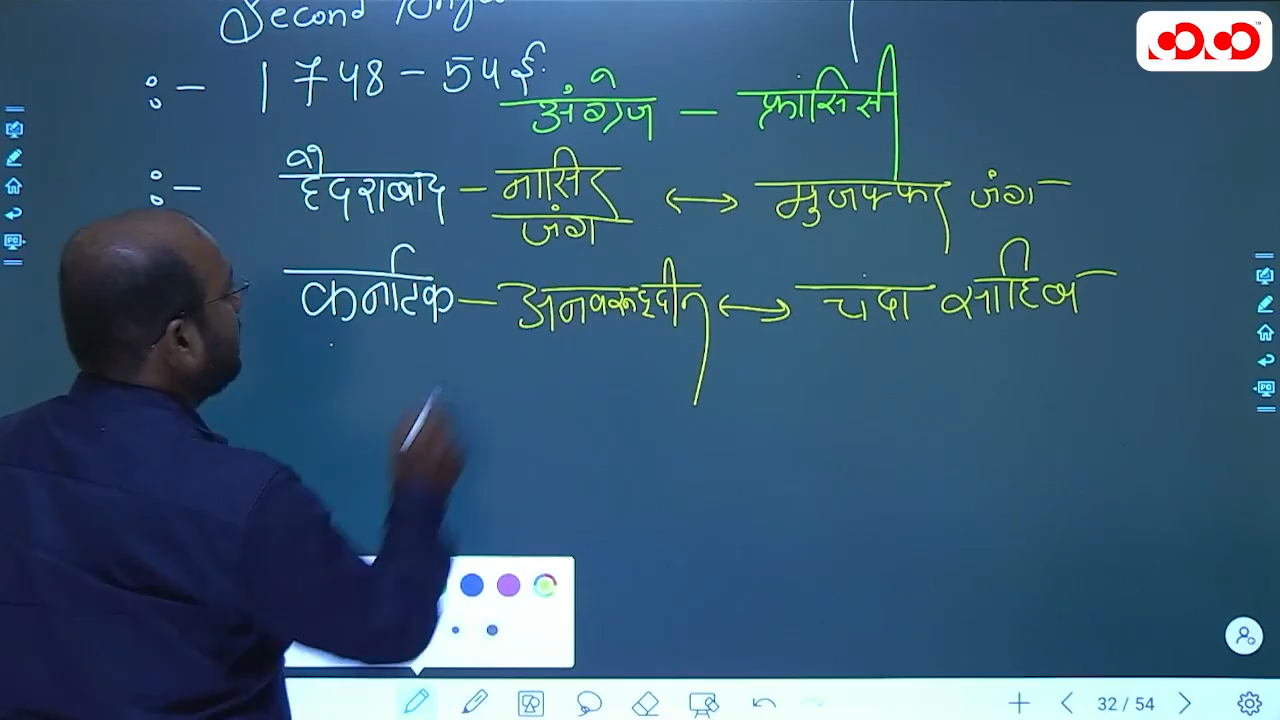 Second
:- 1748-54 ई.
अंग्रेज - फ्रांसिसी
:- हैदराबाद - नासिर जंग ↔ मुजफ्फर जंग
कर्नाटक - अनवरूद्दीन ↔ चंदा साहिब
32 / 54